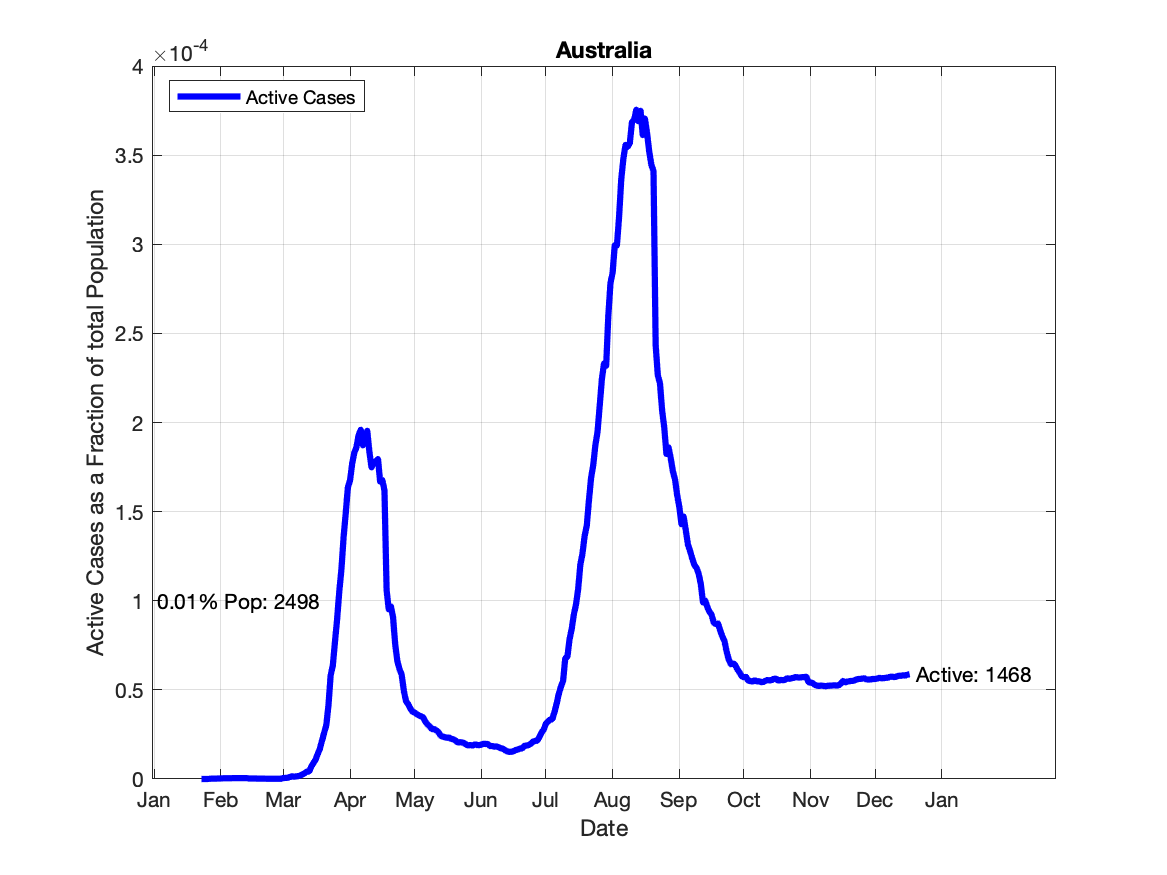 Australia
×10-4
4
3.5
3
2.5
2
1.5
1
0.5
0
Active Cases as a Fraction of total Population
Active Cases
0.01% Pop: 2498
Active: 1468
Jan Feb Mar Apr May Jun Jul Aug Sep Oct Nov Dec Jan
Date